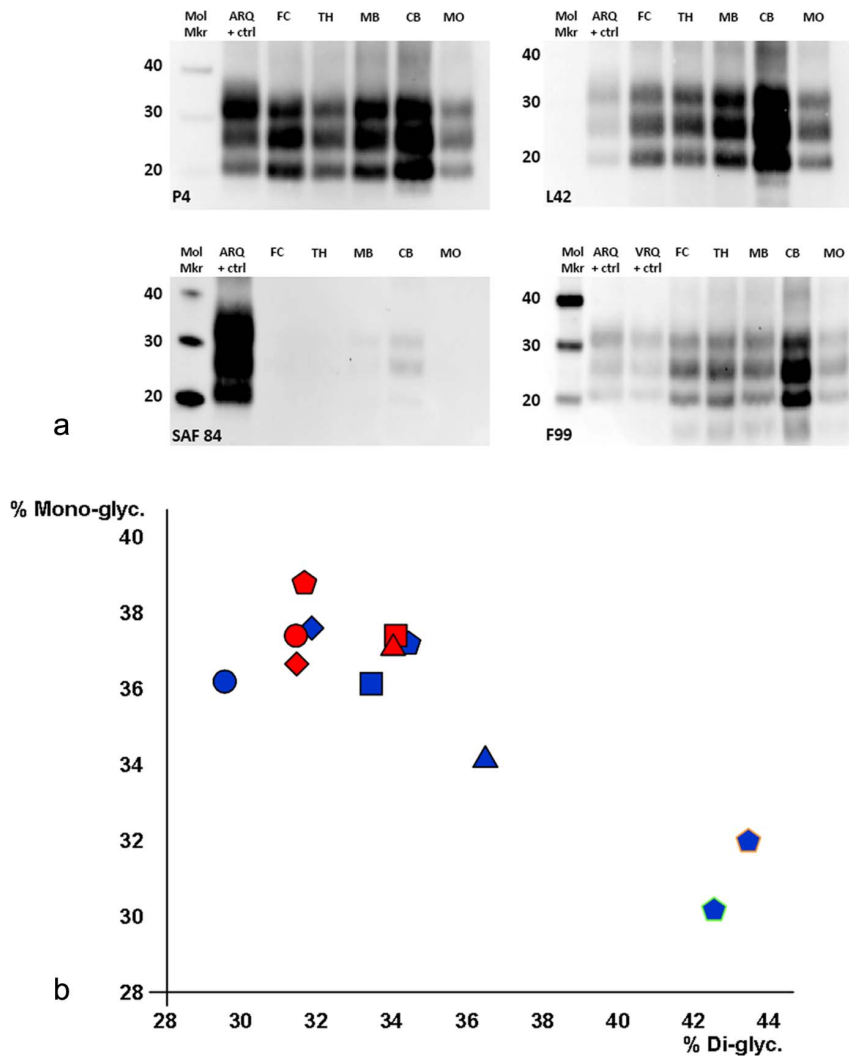 Mol Mkr ARQ + ctrl FC TH MB CB MO
40
30
20
P4
ARQ + ctrl FC TH MB CB MO
40
30
20
L42
Mol Mkr ARQ + ctrl FC TH MB CB MO
40
30
20
SAF 84
Mol Mkr ARQ + ctrl VRQ + ctrl FC TH MB CB MO
40
30
20
F99
a
% Mono-glyc.
40
38
36
34
32
30
28
28 30 32 34 36 38 40 42 44
% Di-glyc.
b